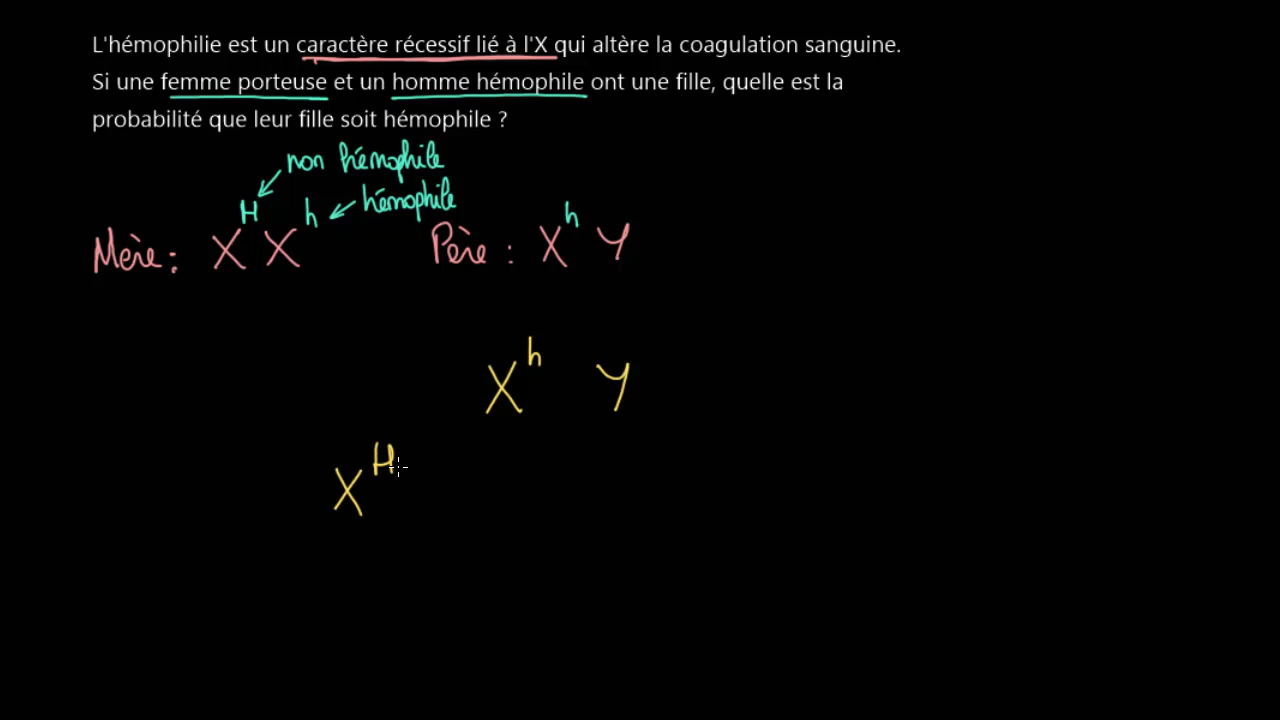 L'hémophilie est un caractère récessif lié à l'X qui altère la coagulation sanguine.
Si une femme porteuse et un homme hémophile ont une fille, quelle est la
probabilité que leur fille soit hémophile ?
non hémophile
H h hémophile h
Mère : X X Père : X Y
h
X Y
H
X